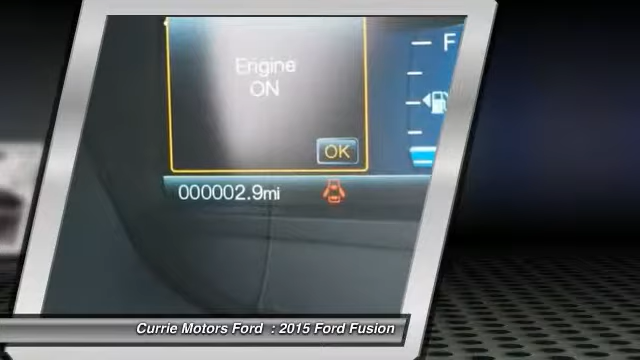 F
Engine
ON
OK
000002.9mi
Currie Motors Ford : 2015 Ford Fusion